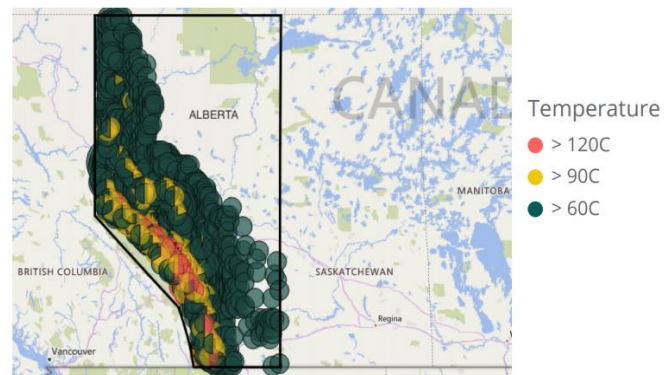 CANAD
ALBERTA
MANITOBA
BRITISH COLUMBIA
SASKATCHEWAN
Regina
Vancouver
Temperature
> 120C
> 90C
> 60C